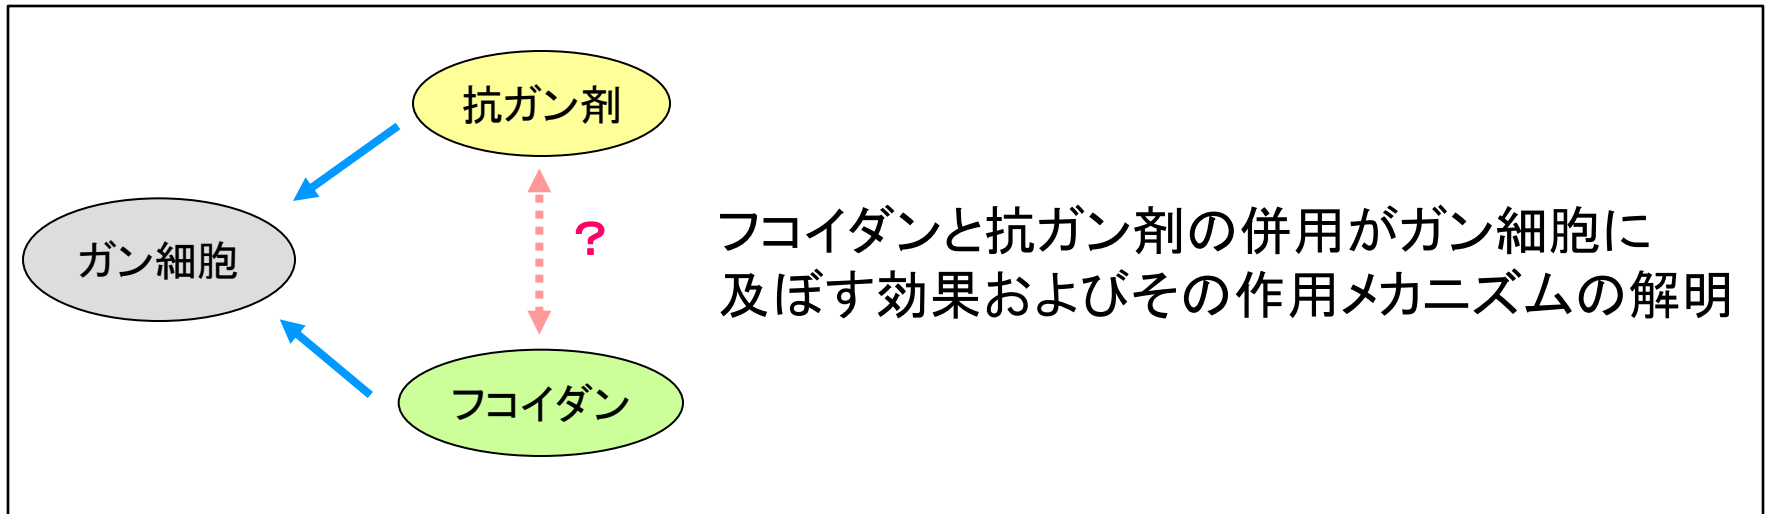 抗ガン剤
ガン細胞
?
フコイダン
フコイダンと抗ガン剤の併用がガン細胞に
及ぼす効果およびその作用メカニズムの解明